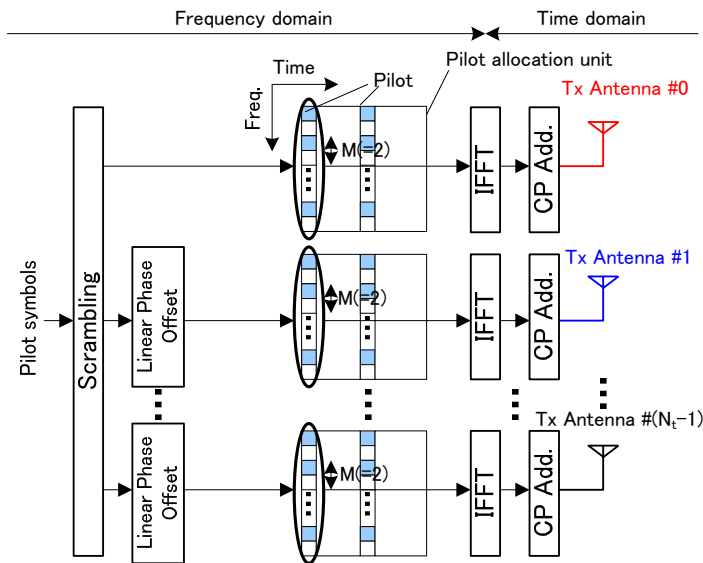 Frequency domain
Time domain
Time
Freq.
Pilot
Pilot allocation unit
Tx Antenna #0
M(=2)
IFFT
CP Add.
Pilot symbols
Scrambling
Linear Phase
Offset
M(=2)
IFFT
CP Add.
Tx Antenna #1
Tx Antenna #(Nt-1)
Linear Phase
Offset
M(=2)
IFFT
CP Add.